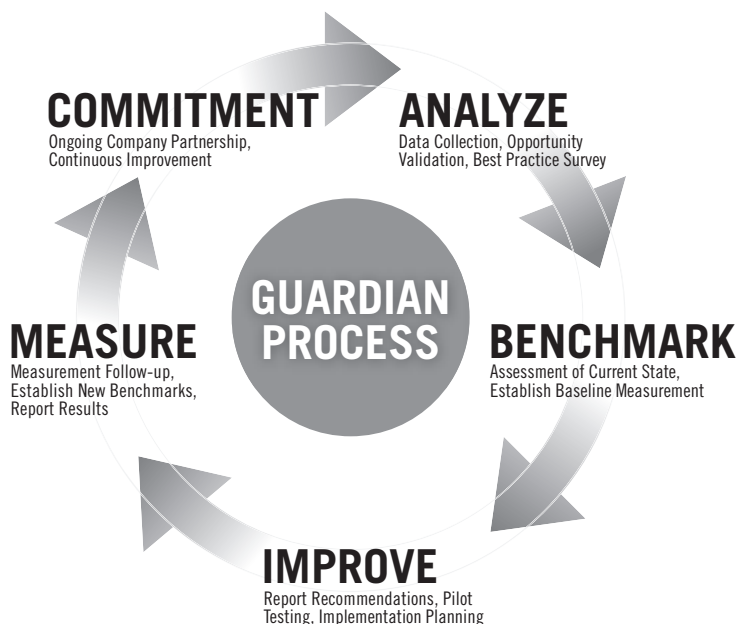 COMMITMENT
Ongoing Company Partnership,
Continuous Improvement
ANALYZE
Data Collection, Opportunity
Validation, Best Practice Survey
GUARDIAN
PROCESS
MEASURE
Measurement Follow-up,
Establish New Benchmarks,
Report Results
BENCHMARK
Assessment of Current State,
Establish Baseline Measurement
IMPROVE
Report Recommendations, Pilot
Testing, Implementation Planning